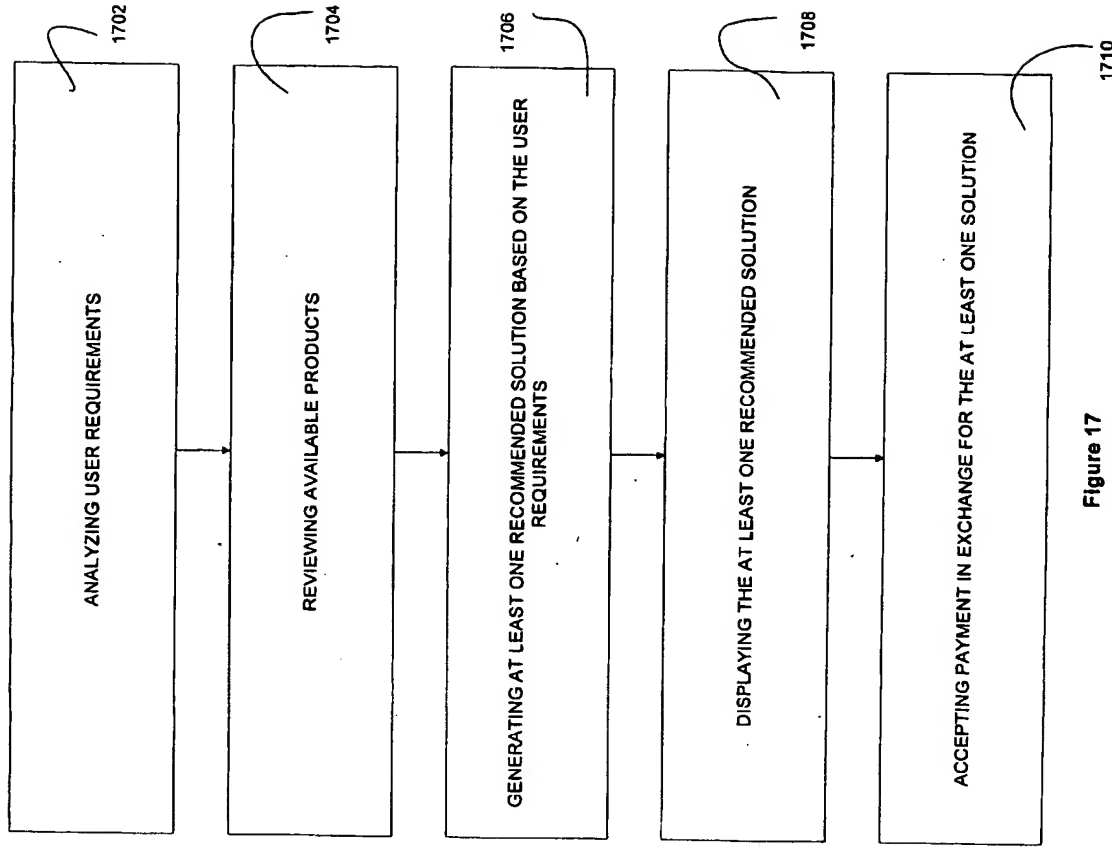 ANALYZING USER REQUIREMENTS
1702
REVIEWING AVAILABLE PRODUCTS
1704
GENERATING AT LEAST ONE RECOMMENDED SOLUTION BASED ON THE USER
REQUIREMENTS
1706
DISPLAYING THE AT LEAST ONE RECOMMENDED SOLUTION
1708
ACCEPTING PAYMENT IN EXCHANGE FOR THE AT LEAST ONE SOLUTION
1710
Figure 17